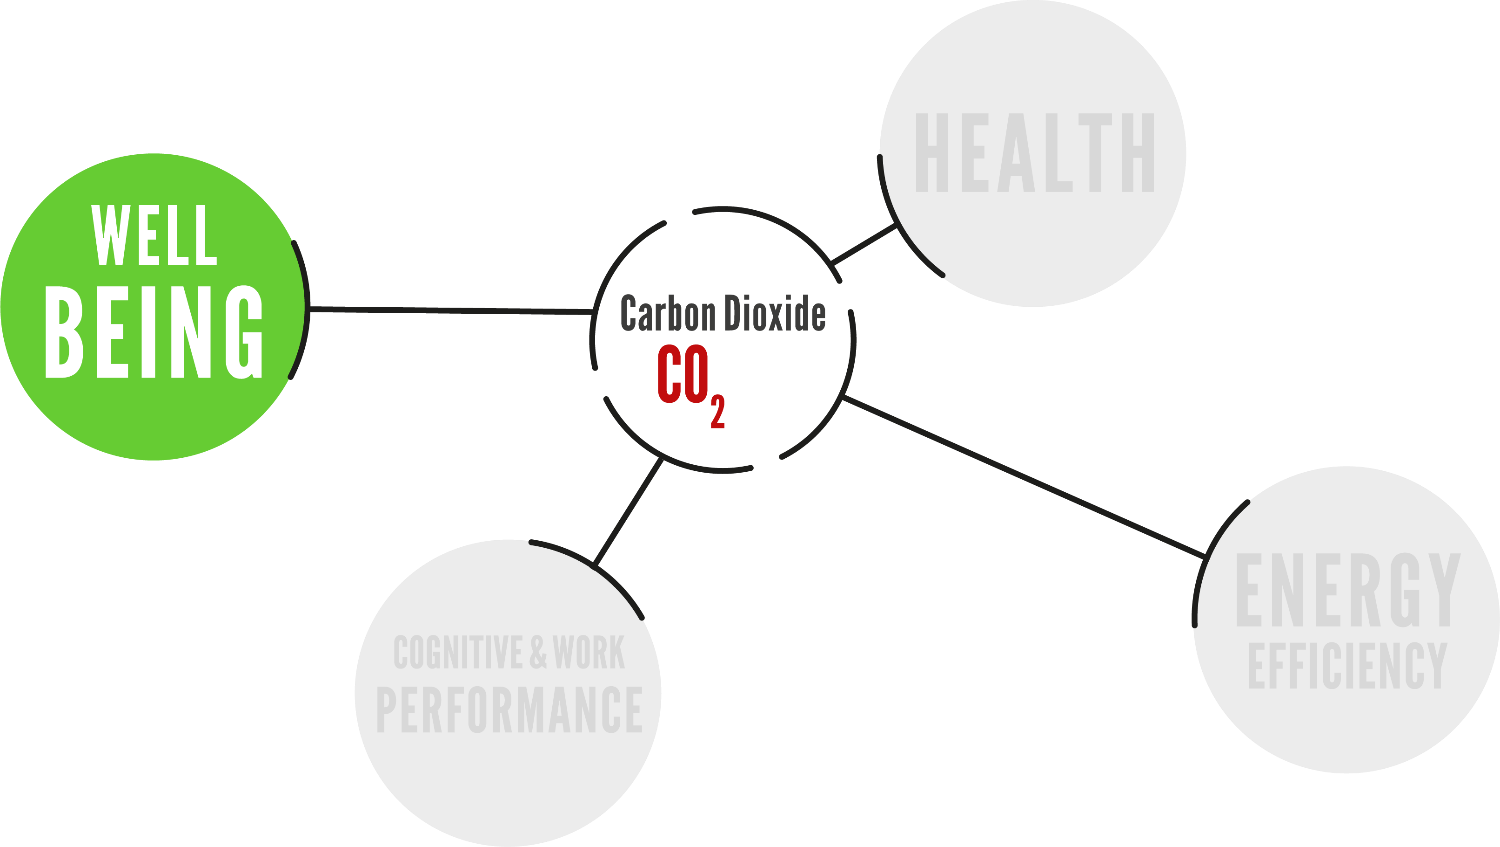 HEALTH
WELL
BEING
Carbon Dioxide
CO₂
ENERGY
EFFICIENCY
COGNITIVE & WORK
PERFORMANCE